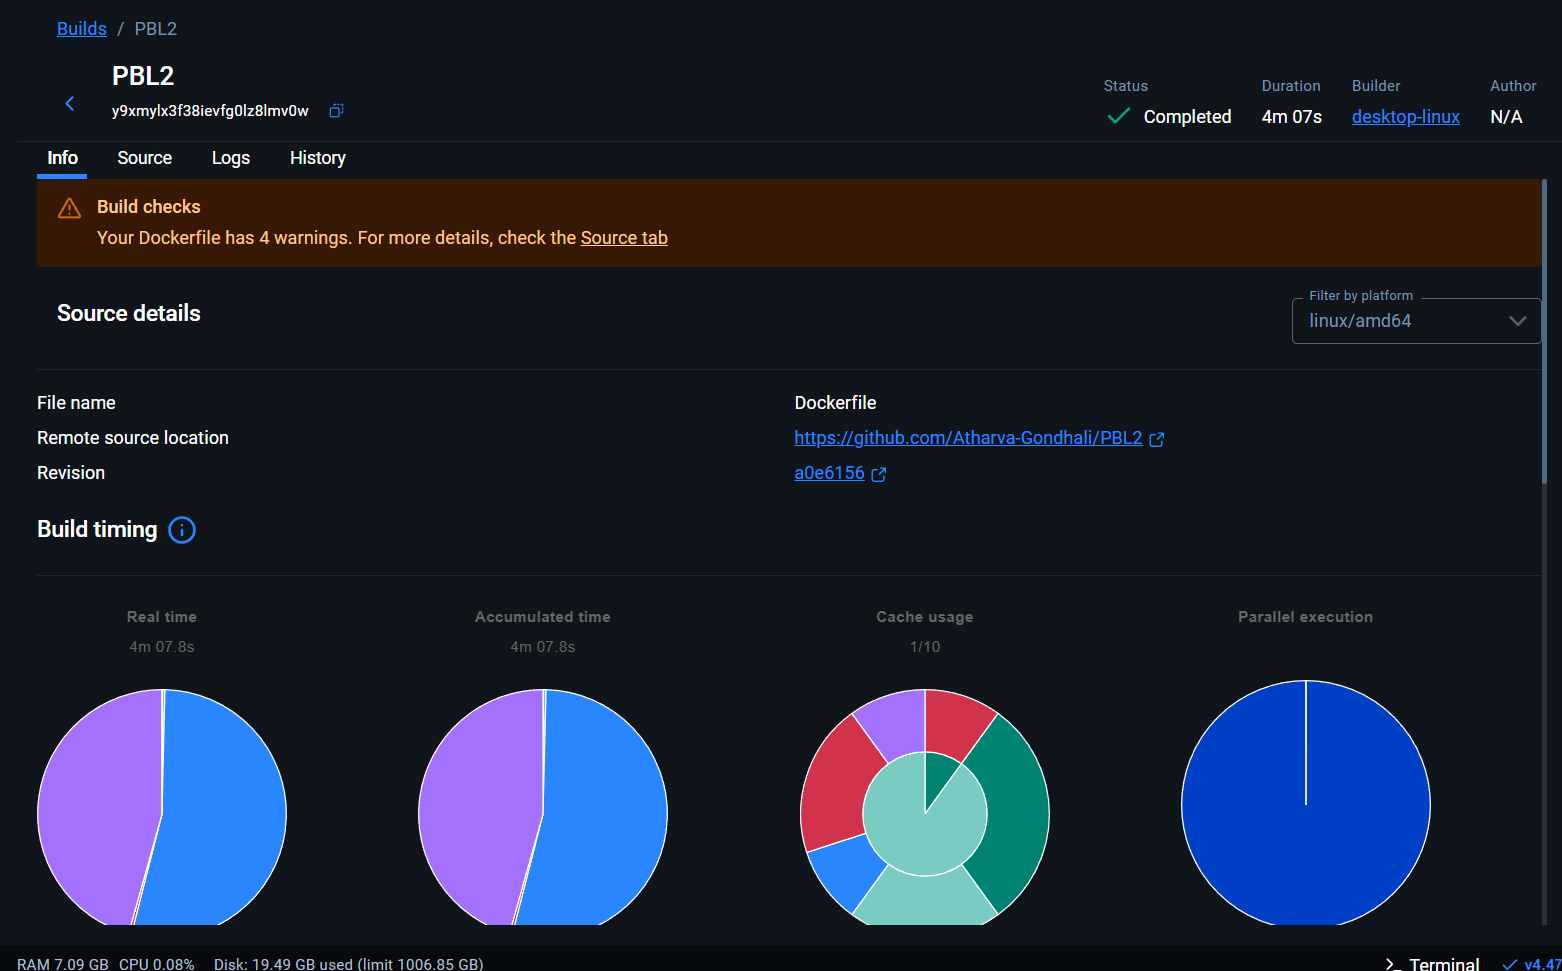 Builds / PBL2
PBL2
y9xmylx3f38ievfg0lz8lmv0w
Status
Completed
Duration
4m 07s
Builder
desktop-linux
Author
N/A
Info Source Logs History
Build checks
Your Dockerfile has 4 warnings. For more details, check the Source tab
Source details
Filter by platform
linux/amd64
File name Dockerfile
Remote source location https://github.com/Atharva-Gondhali/PBL2
Revision a0e6156
Build timing
Real time
4m 07.8s
Accumulated time
4m 07.8s
Cache usage
1/10
Parallel execution
RAM 7.09 GB CPU 0.08% Disk: 19.49 GB used (limit 1006.85 GB)
>_ Terminal v4.47